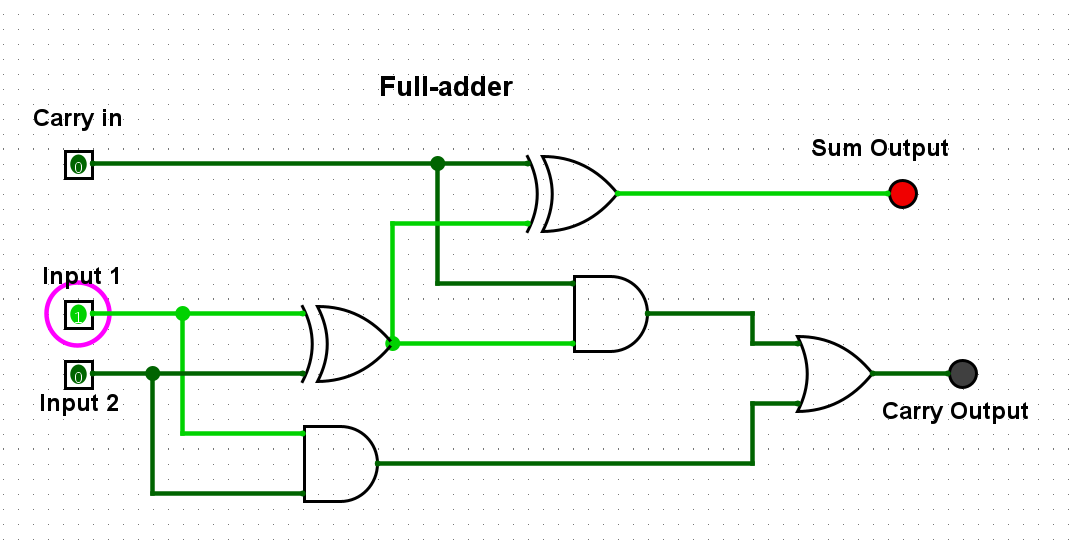 Full-adder
Carry in
0
Sum Output
Input 1
1
0
Input 2
Carry Output